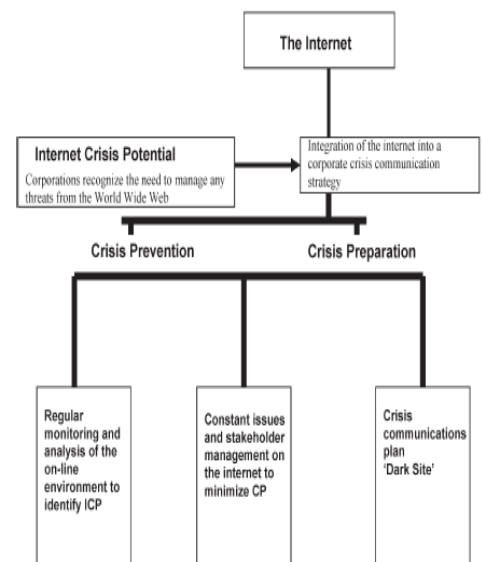 The Internet
Internet Crisis Potential
Corporations recognize the need to manage any
threats from the World Wide Web
Integration of the internet into a
corporate crisis communication
strategy
Crisis Prevention
Crisis Preparation
Regular
monitoring and
analysis of the
on-line
environment to
identify ICP
Constant issues
and stakeholder
management on
the internet to
minimize CP
Crisis
communications
plan
‘Dark Site’